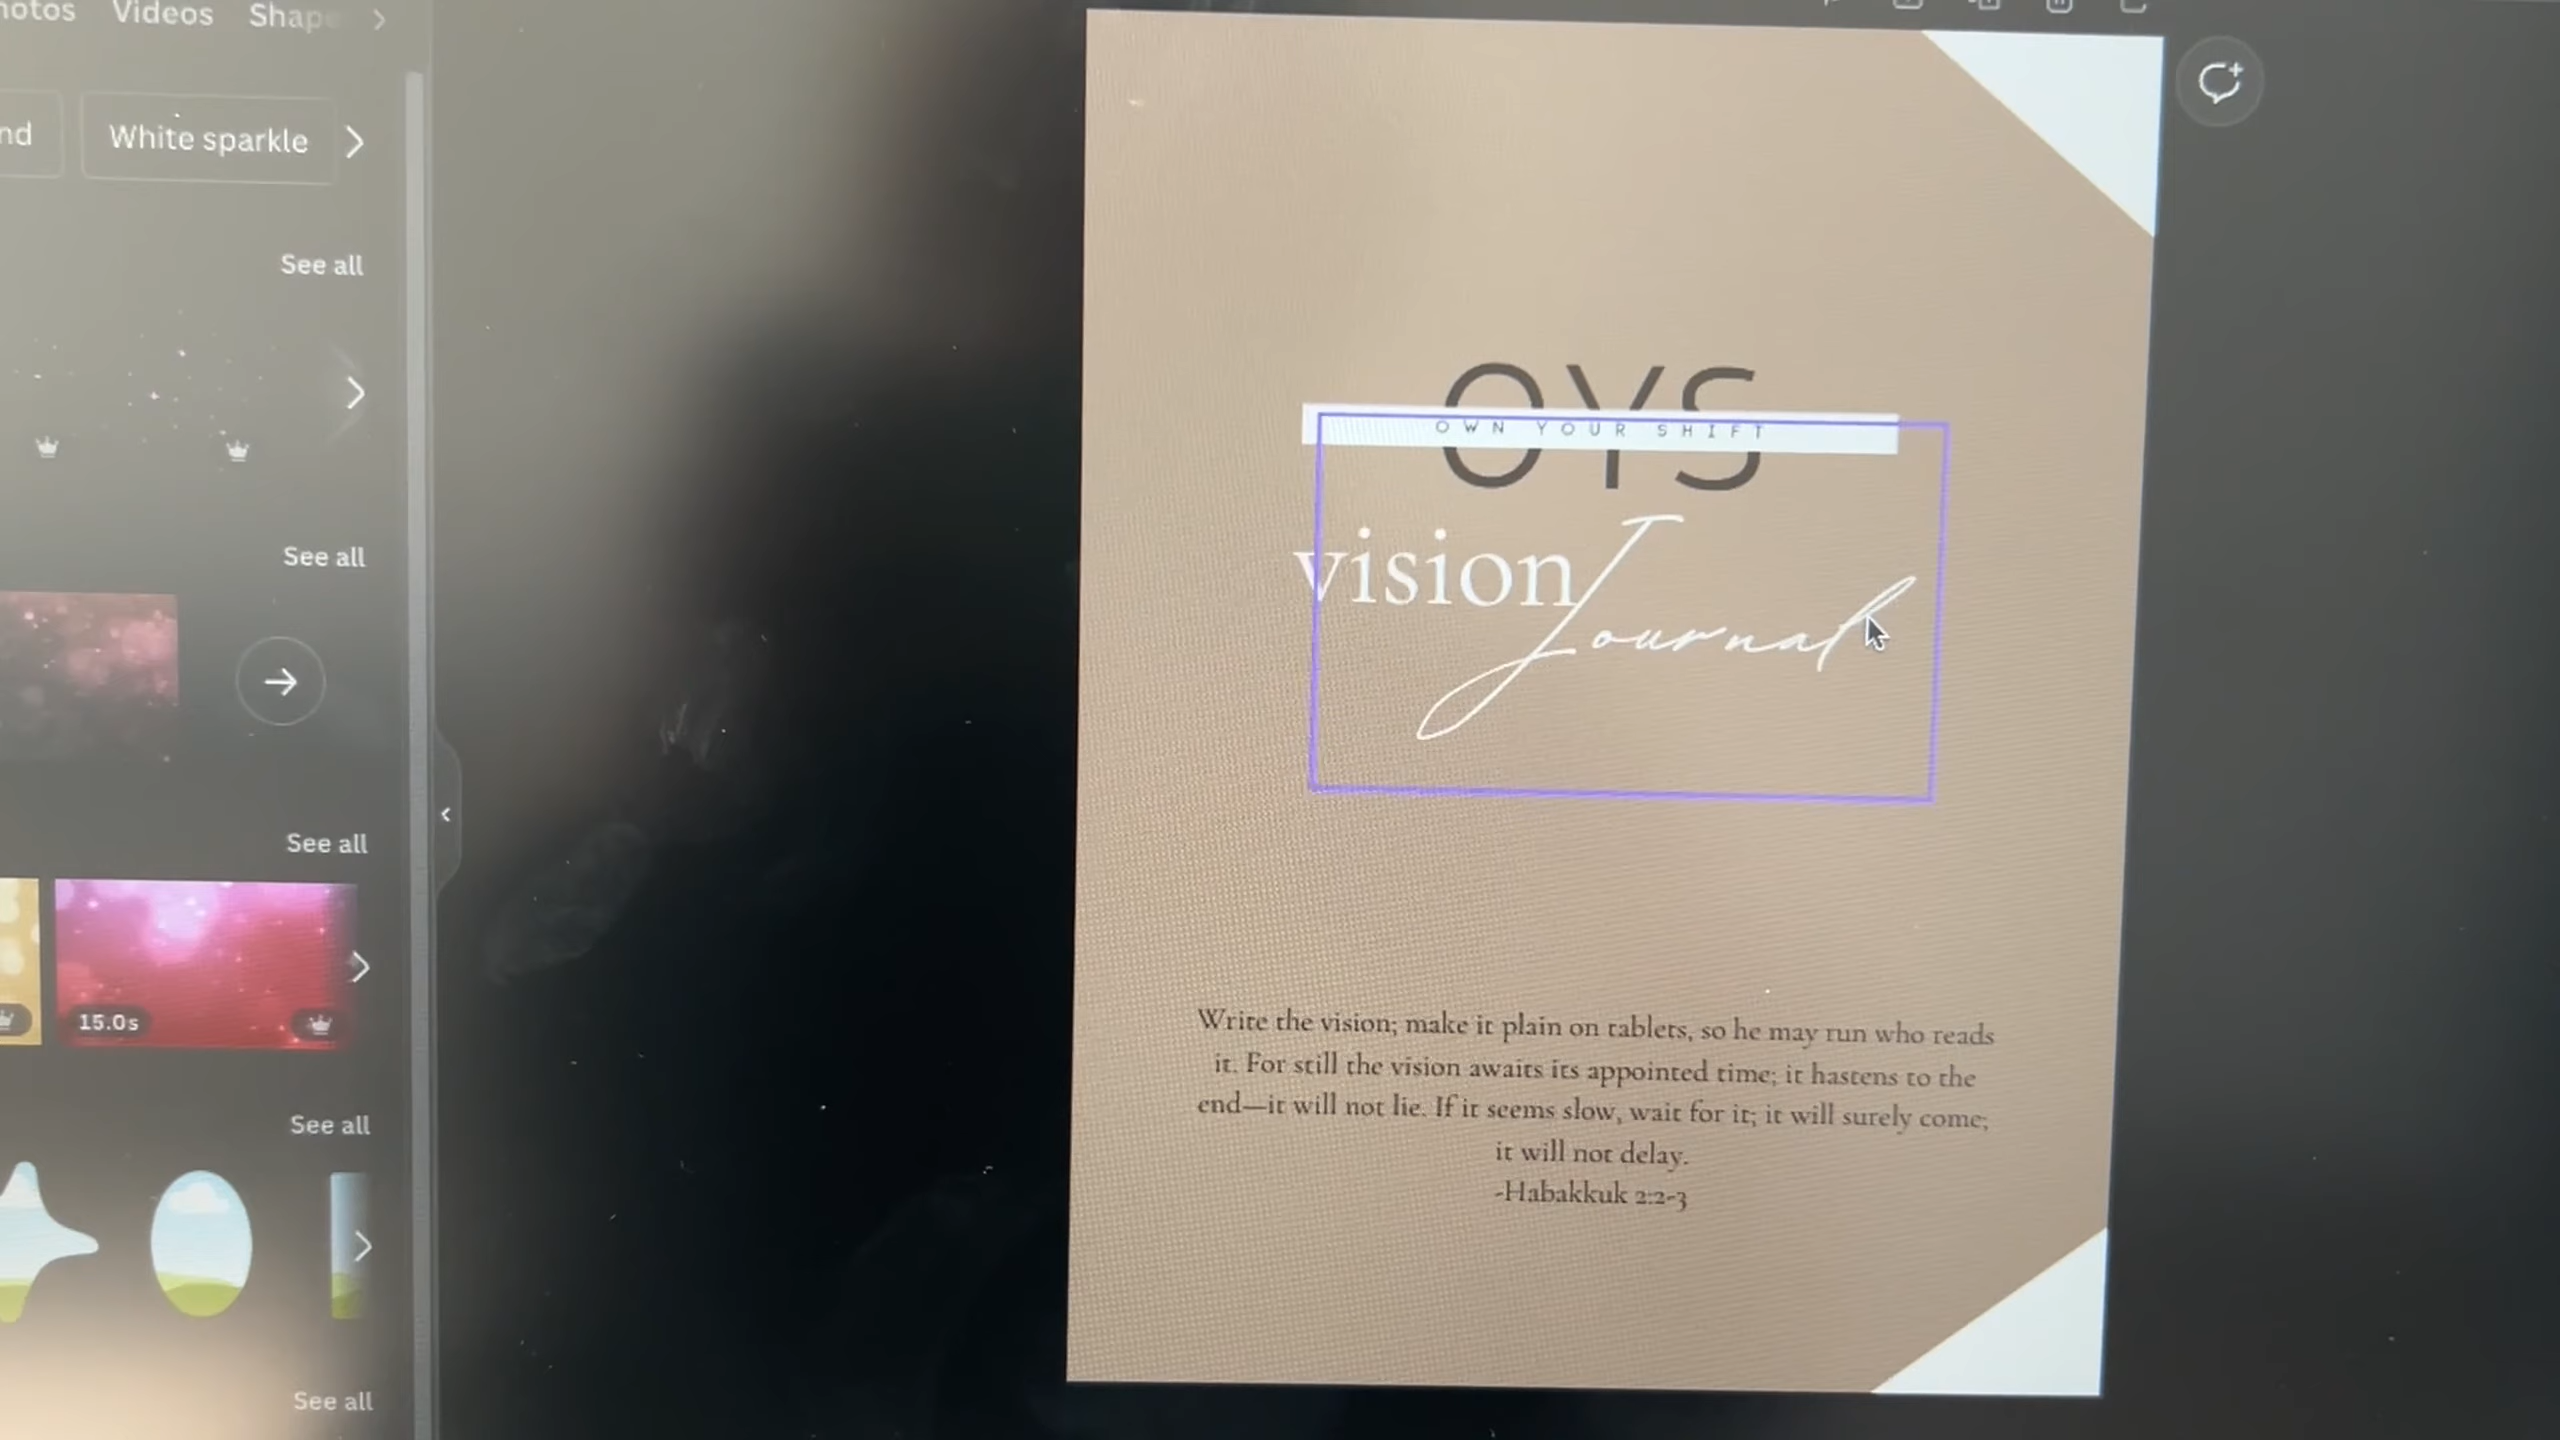 Videos
White sparkle
See all
See all
See all
15.0s
See all
See all
OYS
OWN YOUR SHIFT
vision
Journal
Write the vision; make it plain on tablets, so he may run who reads
it. For still the vision awaits its appointed time; it hastens to the
end—it will not lie. If it seems slow, wait for it; it will surely come;
it will not delay.
-Habakkuk 2:2-3